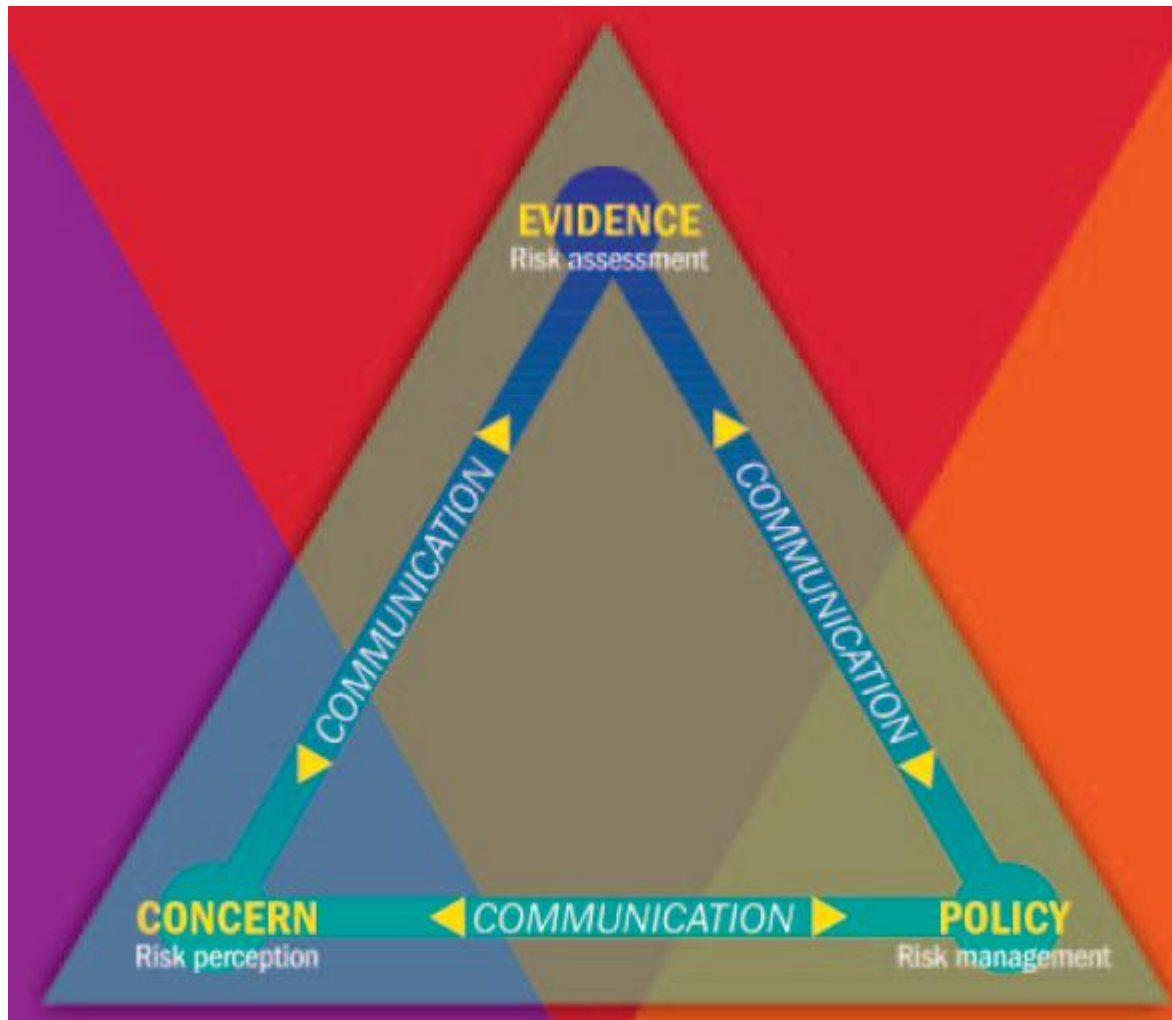 EVIDENCE
Risk assessment
COMMUNICATION
COMMUNICATION
CONCERN
Risk perception
COMMUNICATION
POLICY
Risk management